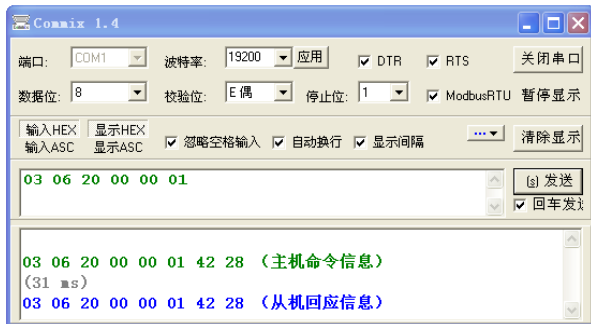 Commix 1.4
端口: COM1 波特率: 19200 应用 DTR RTS 关闭串口
数据位: 8 校验位: E 偶 停止位: 1 ModbusRTU 暂停显示
输入HEX 显示HEX
输入ASC 显示ASC 忽略空格输入 自动换行 显示间隔 ... 清除显示
03 06 20 00 00 01 (s) 发送
回车发送
03 06 20 00 00 01 42 28 (主机命令信息)
(31 ms)
03 06 20 00 00 01 42 28 (从机回应信息)